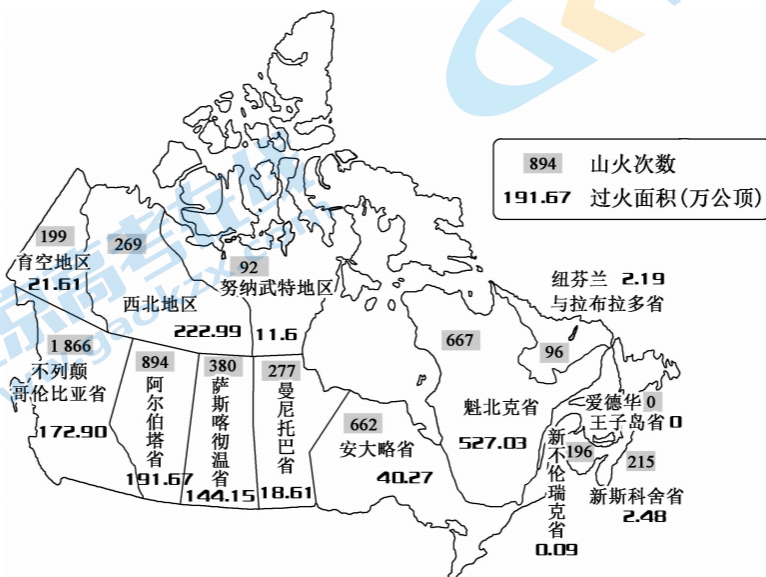 894 山火次数
191.67 过火面积(万公顷)
199
育空地区
21.61
269
西北地区
222.99
92
努纳武特地区
11.6
纽芬兰 2.19
与拉布拉多省
96
1 866
不列颠
哥伦比亚省
172.90
894
阿尔伯塔省
191.67
380
萨斯喀彻温省
144.15
277
曼尼托巴省
18.61
662
安大略省
40.27
667
魁北克省
527.03
爱德华 0
王子岛省 0
196
新不伦瑞克省
0.09
215
新斯科舍省
2.48
www.gaokzx.com